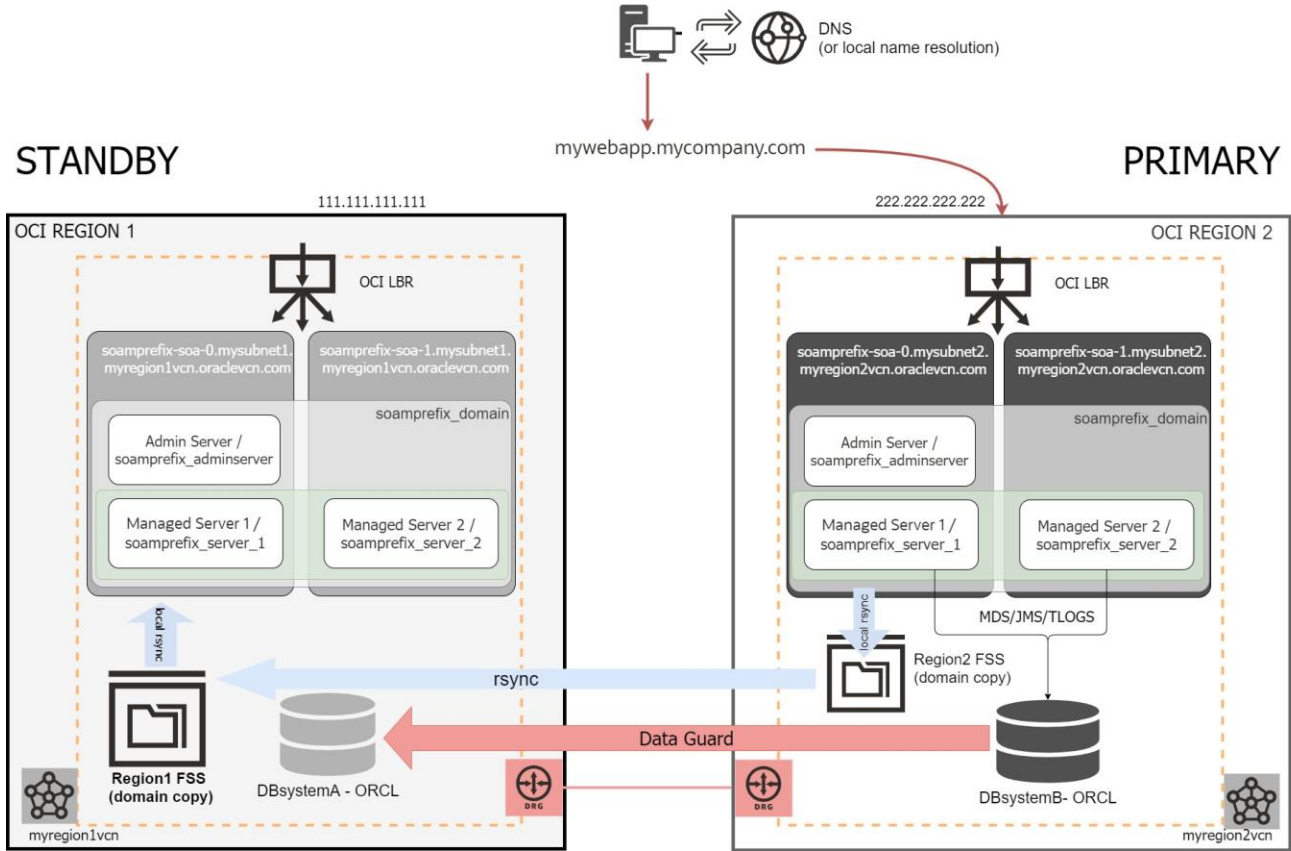 DNS
(or local name resolution)
mywebapp.mycompany.com
STANDBY
PRIMARY
111.111.111.111
222.222.222.222
OCI REGION 1
OCI LBR
soamprefix-soa-0.mysubnet1.
myregion1vcn.oraclevcn.com
soamprefix-soa-1.mysubnet1.
myregion1vcn.oraclevcn.com
soamprefix_domain
Admin Server /
soamprefix_adminserver
Managed Server 1 /
soamprefix_server_1
Managed Server 2 /
soamprefix_server_2
local rsync
Region1 FSS
(domain copy)
DBsystemA - ORCL
DRG
myregion1vcn
rsync
Data Guard
OCI REGION 2
OCI LBR
soamprefix-soa-0.mysubnet2.
myregion2vcn.oraclevcn.com
soamprefix-soa-1.mysubnet2.
myregion2vcn.oraclevcn.com
soamprefix_domain
Admin Server /
soamprefix_adminserver
Managed Server 1 /
soamprefix_server_1
Managed Server 2 /
soamprefix_server_2
local rsync
MDS/JMS/TLOGS
Region2 FSS
(domain copy)
DBsystemB- ORCL
DRG
myregion2vcn